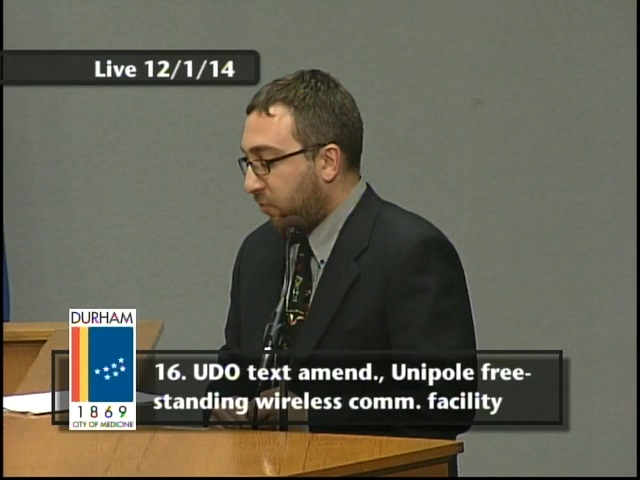 Live 12/1/14
DURHAM
1869
CITY OF MEDICINE
16. UDO text amend., Unipole free-
standing wireless comm. facility